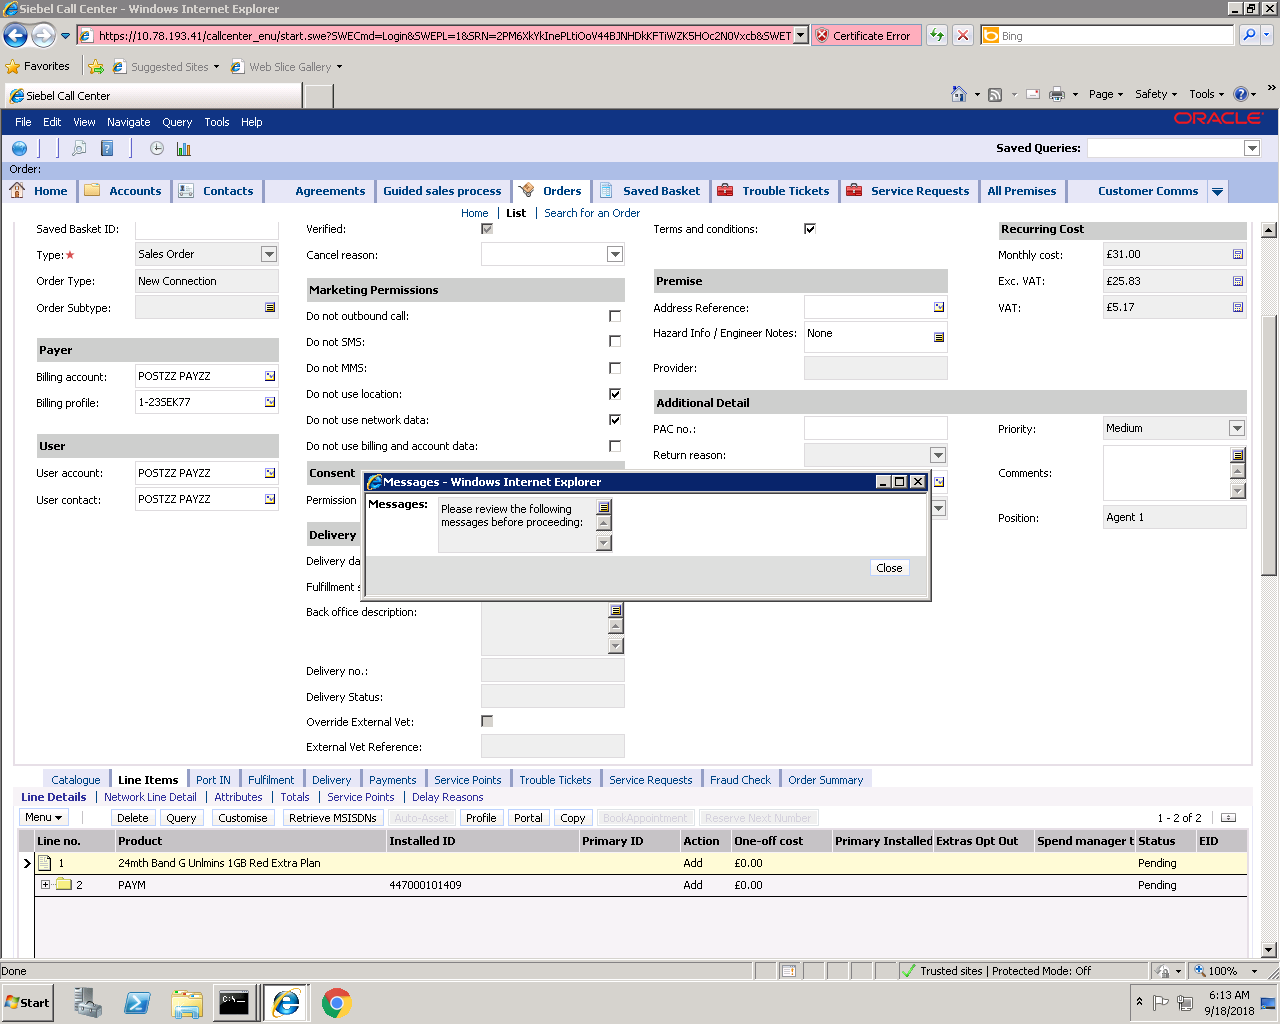 Siebel Call Center - Windows Internet Explorer
Certificate Error
Bing
Favorites
Suggested Sites
Web Slice Gallery
Siebel Call Center
Page
Safety
Tools
File Edit View Navigate Query Tools Help
ORACLE
Saved Queries:
Order:
Home Accounts Contacts Agreements Guided sales process Orders Saved Basket Trouble Tickets Service Requests All Premises Customer Comms
Home | List | Search for an Order
Saved Basket ID:
Type: Sales Order
Order Type: New Connection
Order Subtype:
Payer
Billing account: POSTZZ PAYZZ
Billing profile: 1-23SEK77
User
User account: POSTZZ PAYZZ
User contact: POSTZZ PAYZZ
Verified:
Cancel reason:
Marketing Permissions
Do not outbound call:
Do not SMS:
Do not MMS:
Do not use location:
Do not use network data:
Do not use billing and account data:
Consent
Permission
Delivery
Delivery da
Fulfillment s
Back office description:
Delivery no.:
Delivery Status:
Override External Vet:
External Vet Reference:
Terms and conditions:
Premise
Address Reference:
Hazard Info / Engineer Notes: None
Provider:
Additional Detail
PAC no.:
Return reason:
Recurring Cost
Monthly cost: £31.00
Exc. VAT: £25.83
VAT: £5.17
Priority: Medium
Comments:
Position: Agent 1
Messages - Windows Internet Explorer
Messages: Please review the following
messages before proceeding:
Close
Catalogue Line Items Port IN Fulfilment Delivery Payments Service Points Trouble Tickets Service Requests Fraud Check Order Summary
Line Details | Network Line Detail | Attributes | Totals | Service Points | Delay Reasons
Menu Delete Query Customise Retrieve MSISDNs Auto-Asset Profile Portal Copy BookAppointment Reserve Next Number 1 - 2 of 2
Line no. Product Installed ID Primary ID Action One-off cost Primary Installed Extras Opt Out Spend manager t Status EID
1 24mth Band G Unlmins 1GB Red Extra Plan Add £0.00 Pending
2 PAYM 447000101409 Add £0.00 Pending
Done
Trusted sites | Protected Mode: Off
100%
Start
6:13 AM
9/18/2018